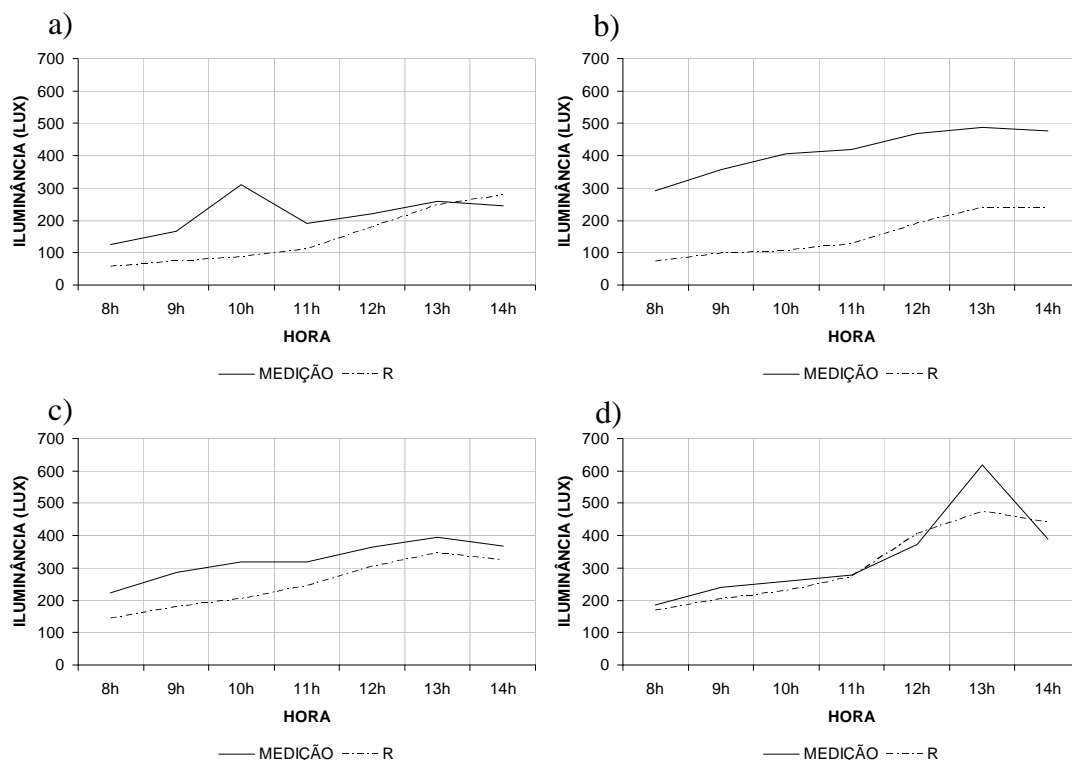 a)
700
600
500
400
300
200
100
0
ILUMINÂNCIA (LUX)
8h 9h 10h 11h 12h 13h 14h
HORA
MEDIÇÃO R
b)
700
600
500
400
300
200
100
0
ILUMINÂNCIA (LUX)
8h 9h 10h 11h 12h 13h 14h
HORA
MEDIÇÃO R
c)
700
600
500
400
300
200
100
0
ILUMINÂNCIA (LUX)
8h 9h 10h 11h 12h 13h 14h
HORA
MEDIÇÃO R
d)
700
600
500
400
300
200
100
0
ILUMINÂNCIA (LUX)
8h 9h 10h 11h 12h 13h 14h
HORA
MEDIÇÃO R